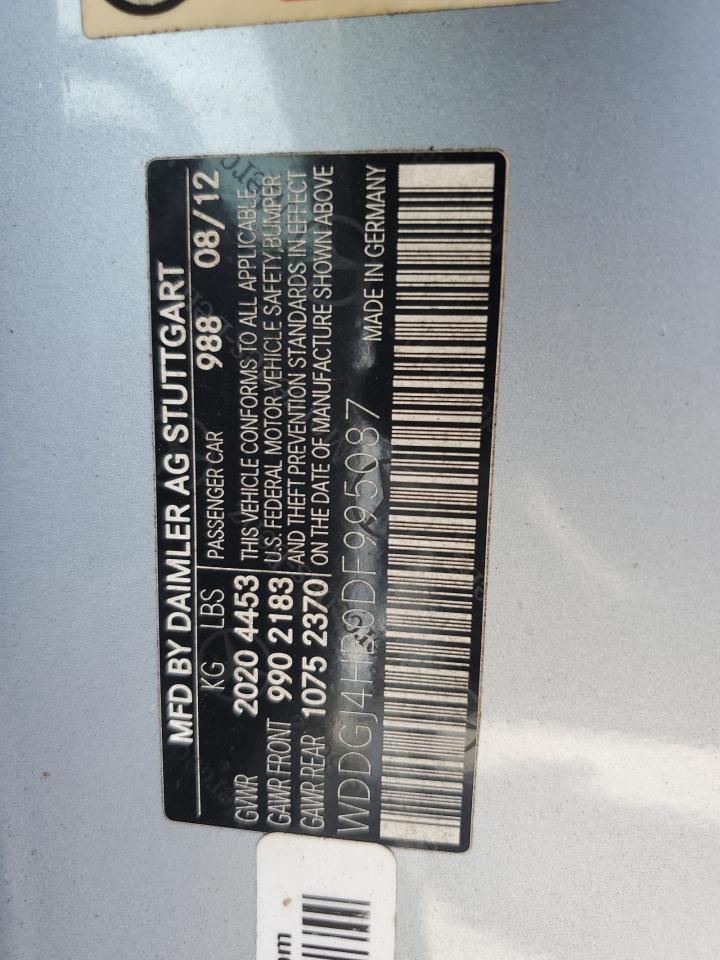 MFD BY DAIMLER AG STUTTGART
KG LBS PASSENGER CAR 988 08/12
GVWR 2020 4453 THIS VEHICLE CONFORMS TO ALL APPLICABLE
GAWR FRONT 990 2183 U.S. FEDERAL MOTOR VEHICLE SAFETY, BUMPER
GAWR REAR 1075 2370 AND THEFT PREVENTION STANDARDS IN EFFECT
ON THE DATE OF MANUFACTURE SHOWN ABOVE
WDDGJ4HB0DF995087 MADE IN GERMANY